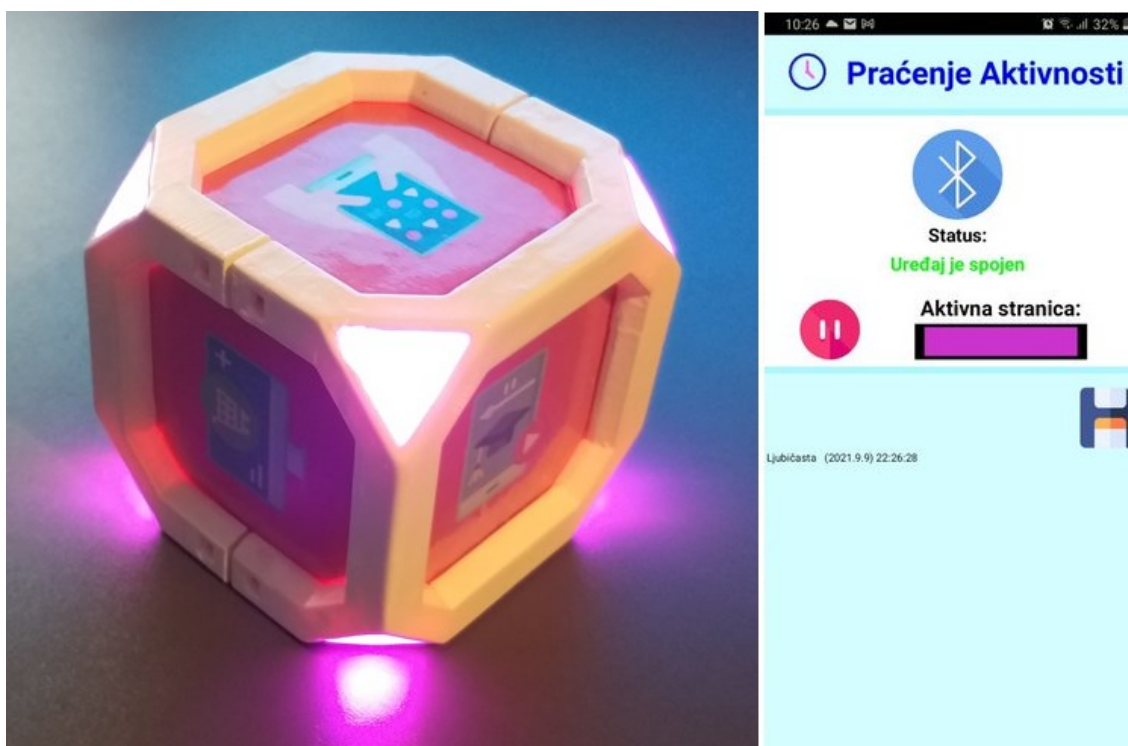 10:26
32%
Praćenje Aktivnosti
Status:
Uređaj je spojen
Aktivna stranica:
Ljubičasta (2021.9.9) 22:26:28